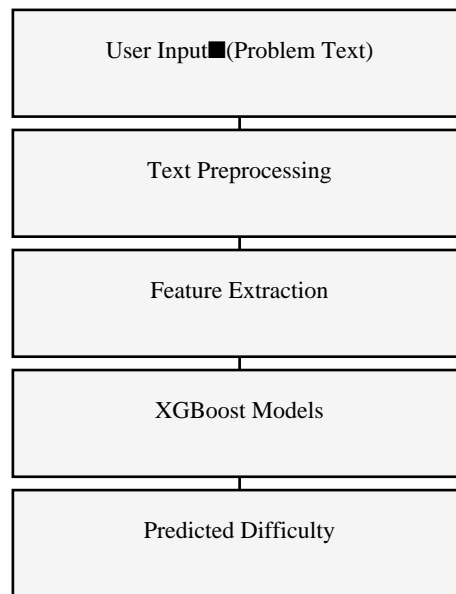 User Input■(Problem Text)
Text Preprocessing
Feature Extraction
XGBoost Models
Predicted Difficulty